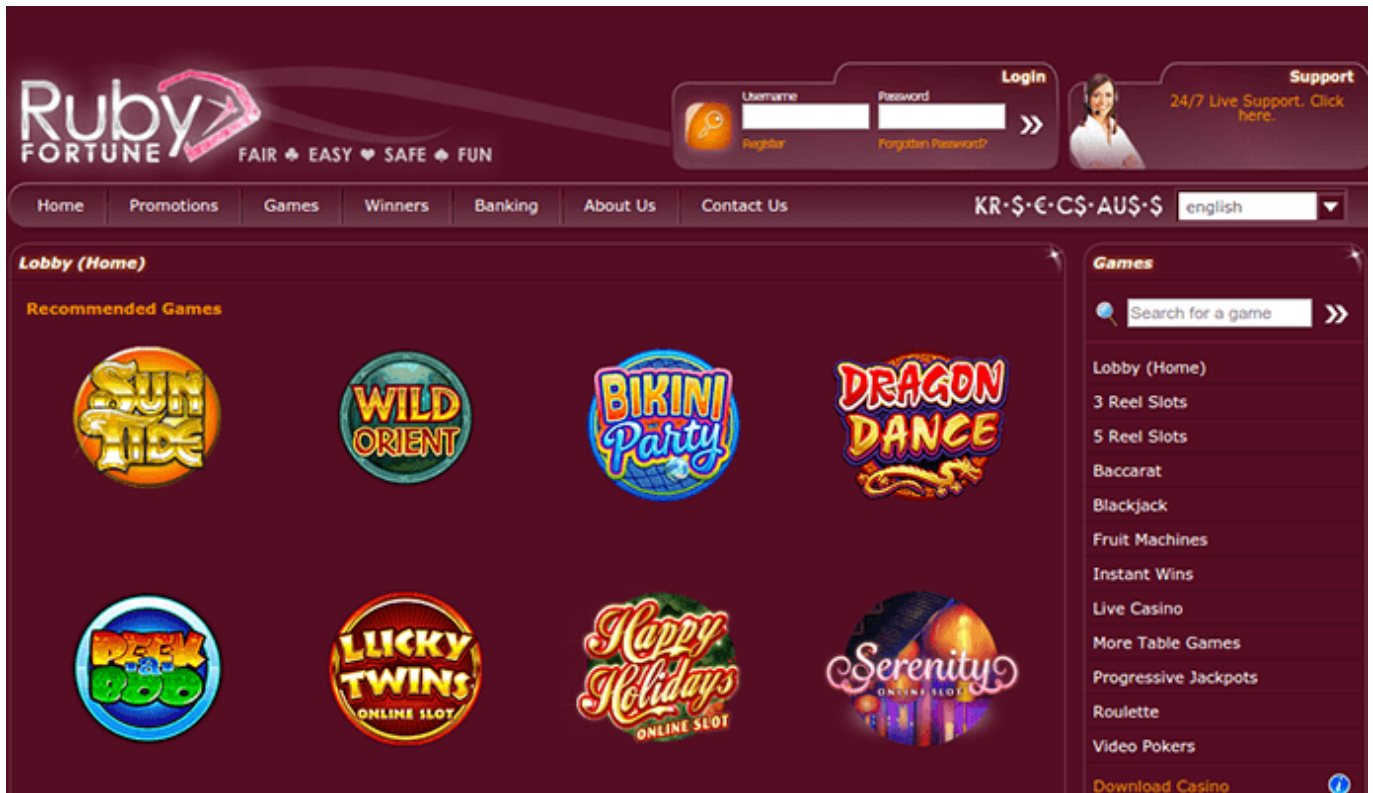 Ruby
FORTUNE
FAIR ♣ EASY ♥ SAFE ♠ FUN
Login
Username
Password
Register
Forgotten Password?
Support
24/7 Live Support. Click
here.
Home
Promotions
Games
Winners
Banking
About Us
Contact Us
KR·$·€·C$·AU$·$
english
Lobby (Home)
Recommended Games
SUN
TIDE
WILD
ORIENT
BIKINI
Party
DRAGON
DANCE
PEEK
-a-
BOO
LUCKY
TWINS
ONLINE SLOT
Happy
Holidays
ONLINE SLOT
Serenity
ONLINE SLOT
Games
Search for a game
Lobby (Home)
3 Reel Slots
5 Reel Slots
Baccarat
Blackjack
Fruit Machines
Instant Wins
Live Casino
More Table Games
Progressive Jackpots
Roulette
Video Pokers
Download Casino